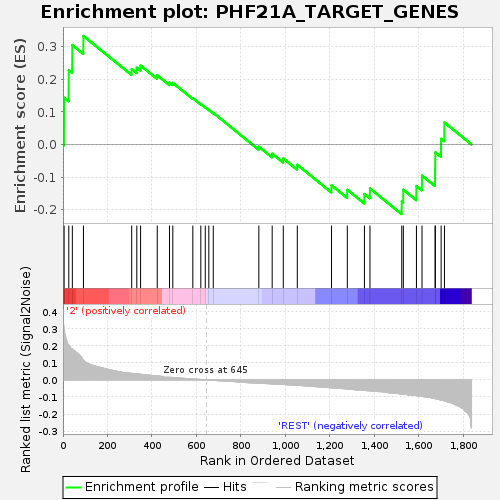 Enrichment plot: PHF21A_TARGET_GENES
Enrichment score (ES)
0.3
0.2
0.1
0.0
-0.1
-0.2
'2' (positively correlated)
Zero cross at 645
'REST' (negatively correlated)
Ranked list metric (Signal2Noise)
0.4
0.3
0.2
0.1
0.0
-0.1
-0.2
-0.3
0 200 400 600 800 1,000 1,200 1,400 1,600 1,800
Rank in Ordered Dataset
Enrichment profile Hits Ranking metric scores